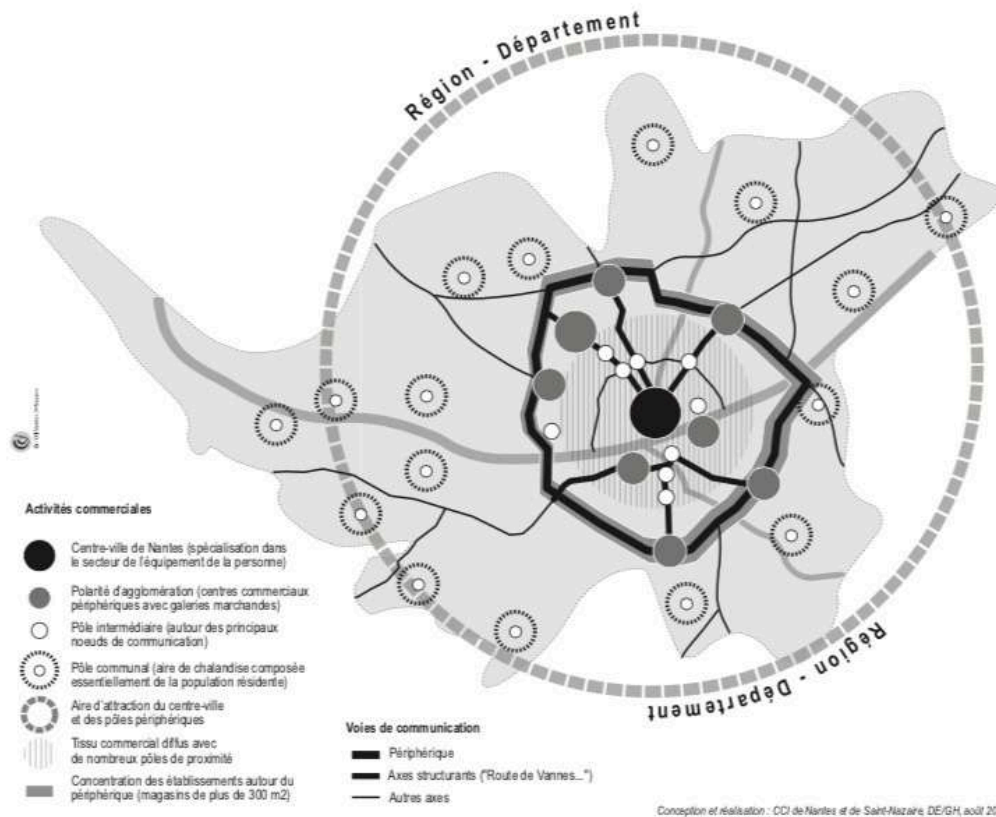 Région - Département
Activités commerciales
Centre-ville de Nantes (spécialisation dans
le secteur de l'équipement de la personne)
Polarité d'agglomération (centres commerciaux
périphériques avec galeries marchandes)
Pôle intermédiaire (autour des principaux
noeuds de communication)
Pôle communal (aire de chalandise composée
essentiellement de la population résidente)
Aire d'attraction du centre-ville
et des pôles périphériques
Tissu commercial diffus avec
de nombreux pôles de proximité
Concentration des établissements autour du
périphérique (magasins de plus de 300 m2)
Région - Département
Voies de communication
Périphérique
Axes structurants ("Route de Vannes...")
Autres axes
Conception et réalisation : CCI de Nantes et de Saint-Nazaire, DE/GH, août 20